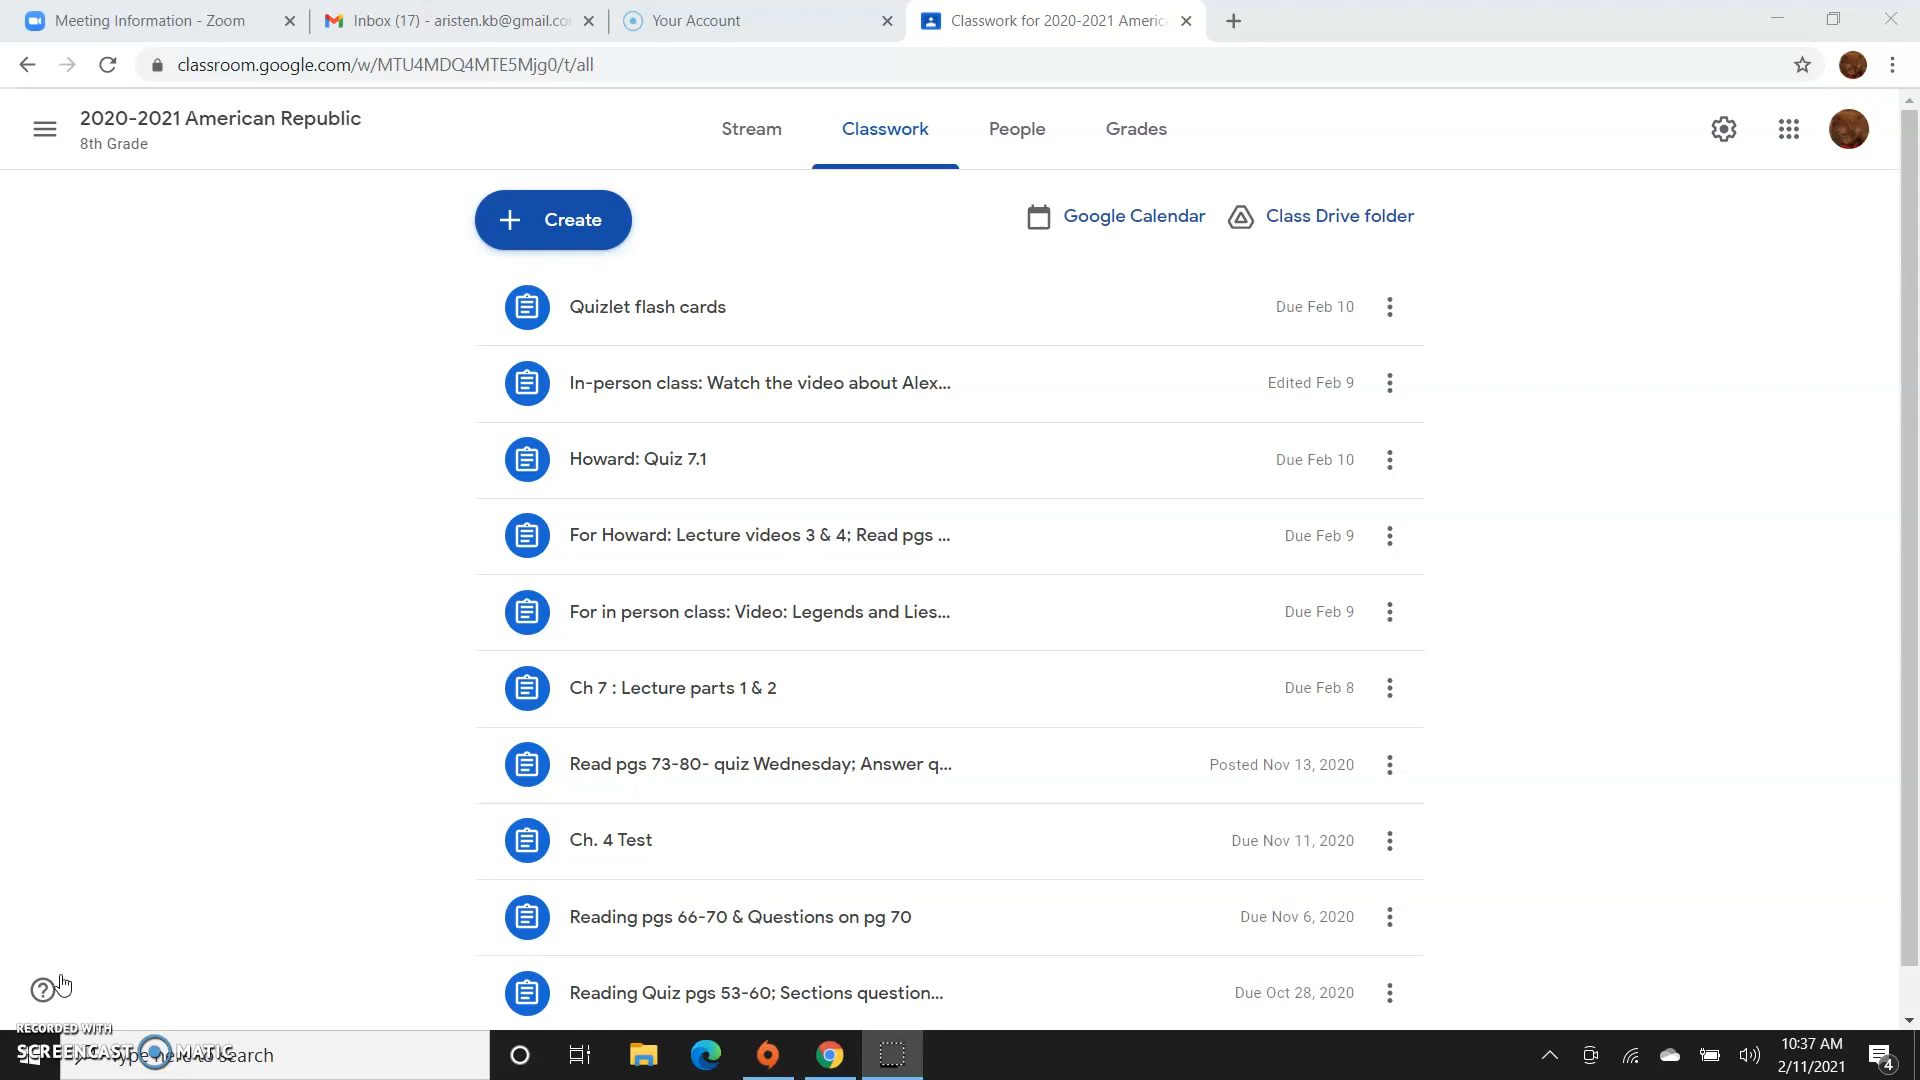 Meeting Information - Zoom
Inbox (17) - aristen.kb@gmail.co
Your Account
Classwork for 2020-2021 Americ
classroom.google.com/w/MTU4MDQ4MTE5Mjg0/t/all
2020-2021 American Republic
8th Grade
Stream
Classwork
People
Grades
Create
Google Calendar
Class Drive folder
Quizlet flash cards
Due Feb 10
In-person class: Watch the video about Alex...
Edited Feb 9
Howard: Quiz 7.1
Due Feb 10
For Howard: Lecture videos 3 & 4; Read pgs ...
Due Feb 9
For in person class: Video: Legends and Lies...
Due Feb 9
Ch 7 : Lecture parts 1 & 2
Due Feb 8
Read pgs 73-80- quiz Wednesday; Answer q...
Posted Nov 13, 2020
Ch. 4 Test
Due Nov 11, 2020
Reading pgs 66-70 & Questions on pg 70
Due Nov 6, 2020
Reading Quiz pgs 53-60; Sections question...
Due Oct 28, 2020
RECORDED WITH
SCREENCAST MATIC
Type here to search
10:37 AM
2/11/2021
4